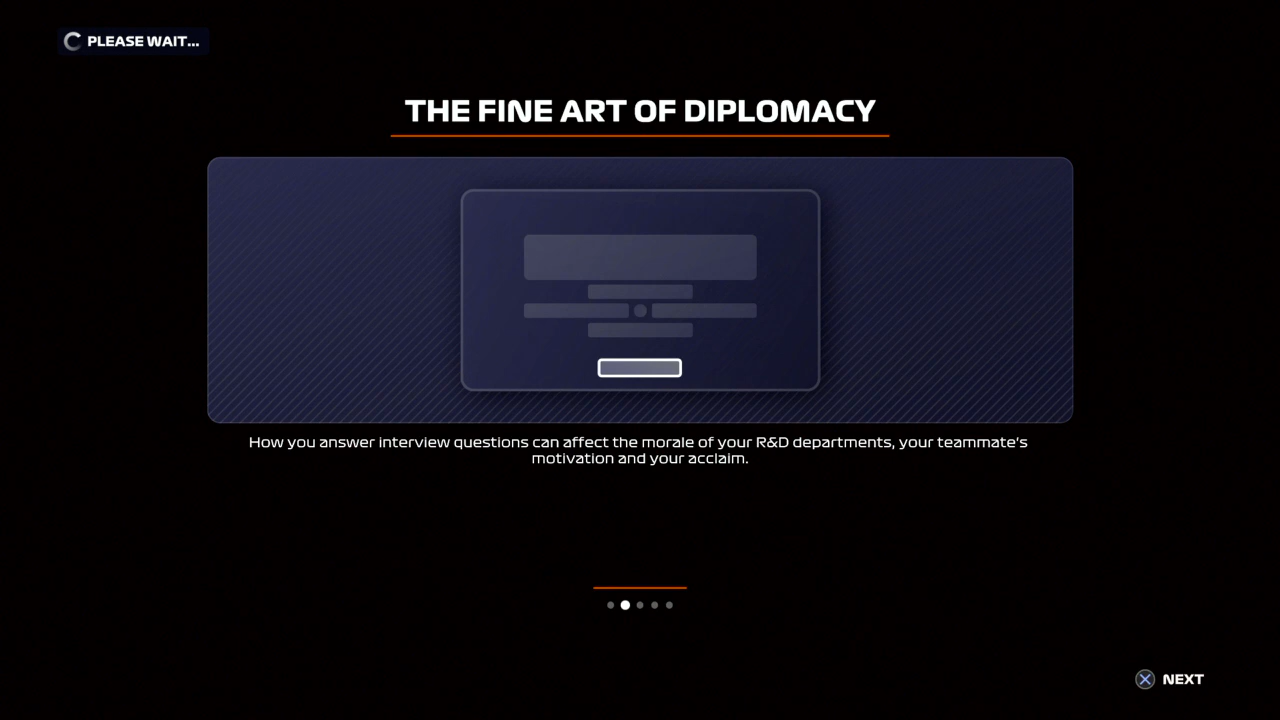 PLEASE WAIT...
THE FINE ART OF DIPLOMACY
How you answer interview questions can affect the morale of your R&D departments, your teammate's
motivation and your acclaim.
NEXT